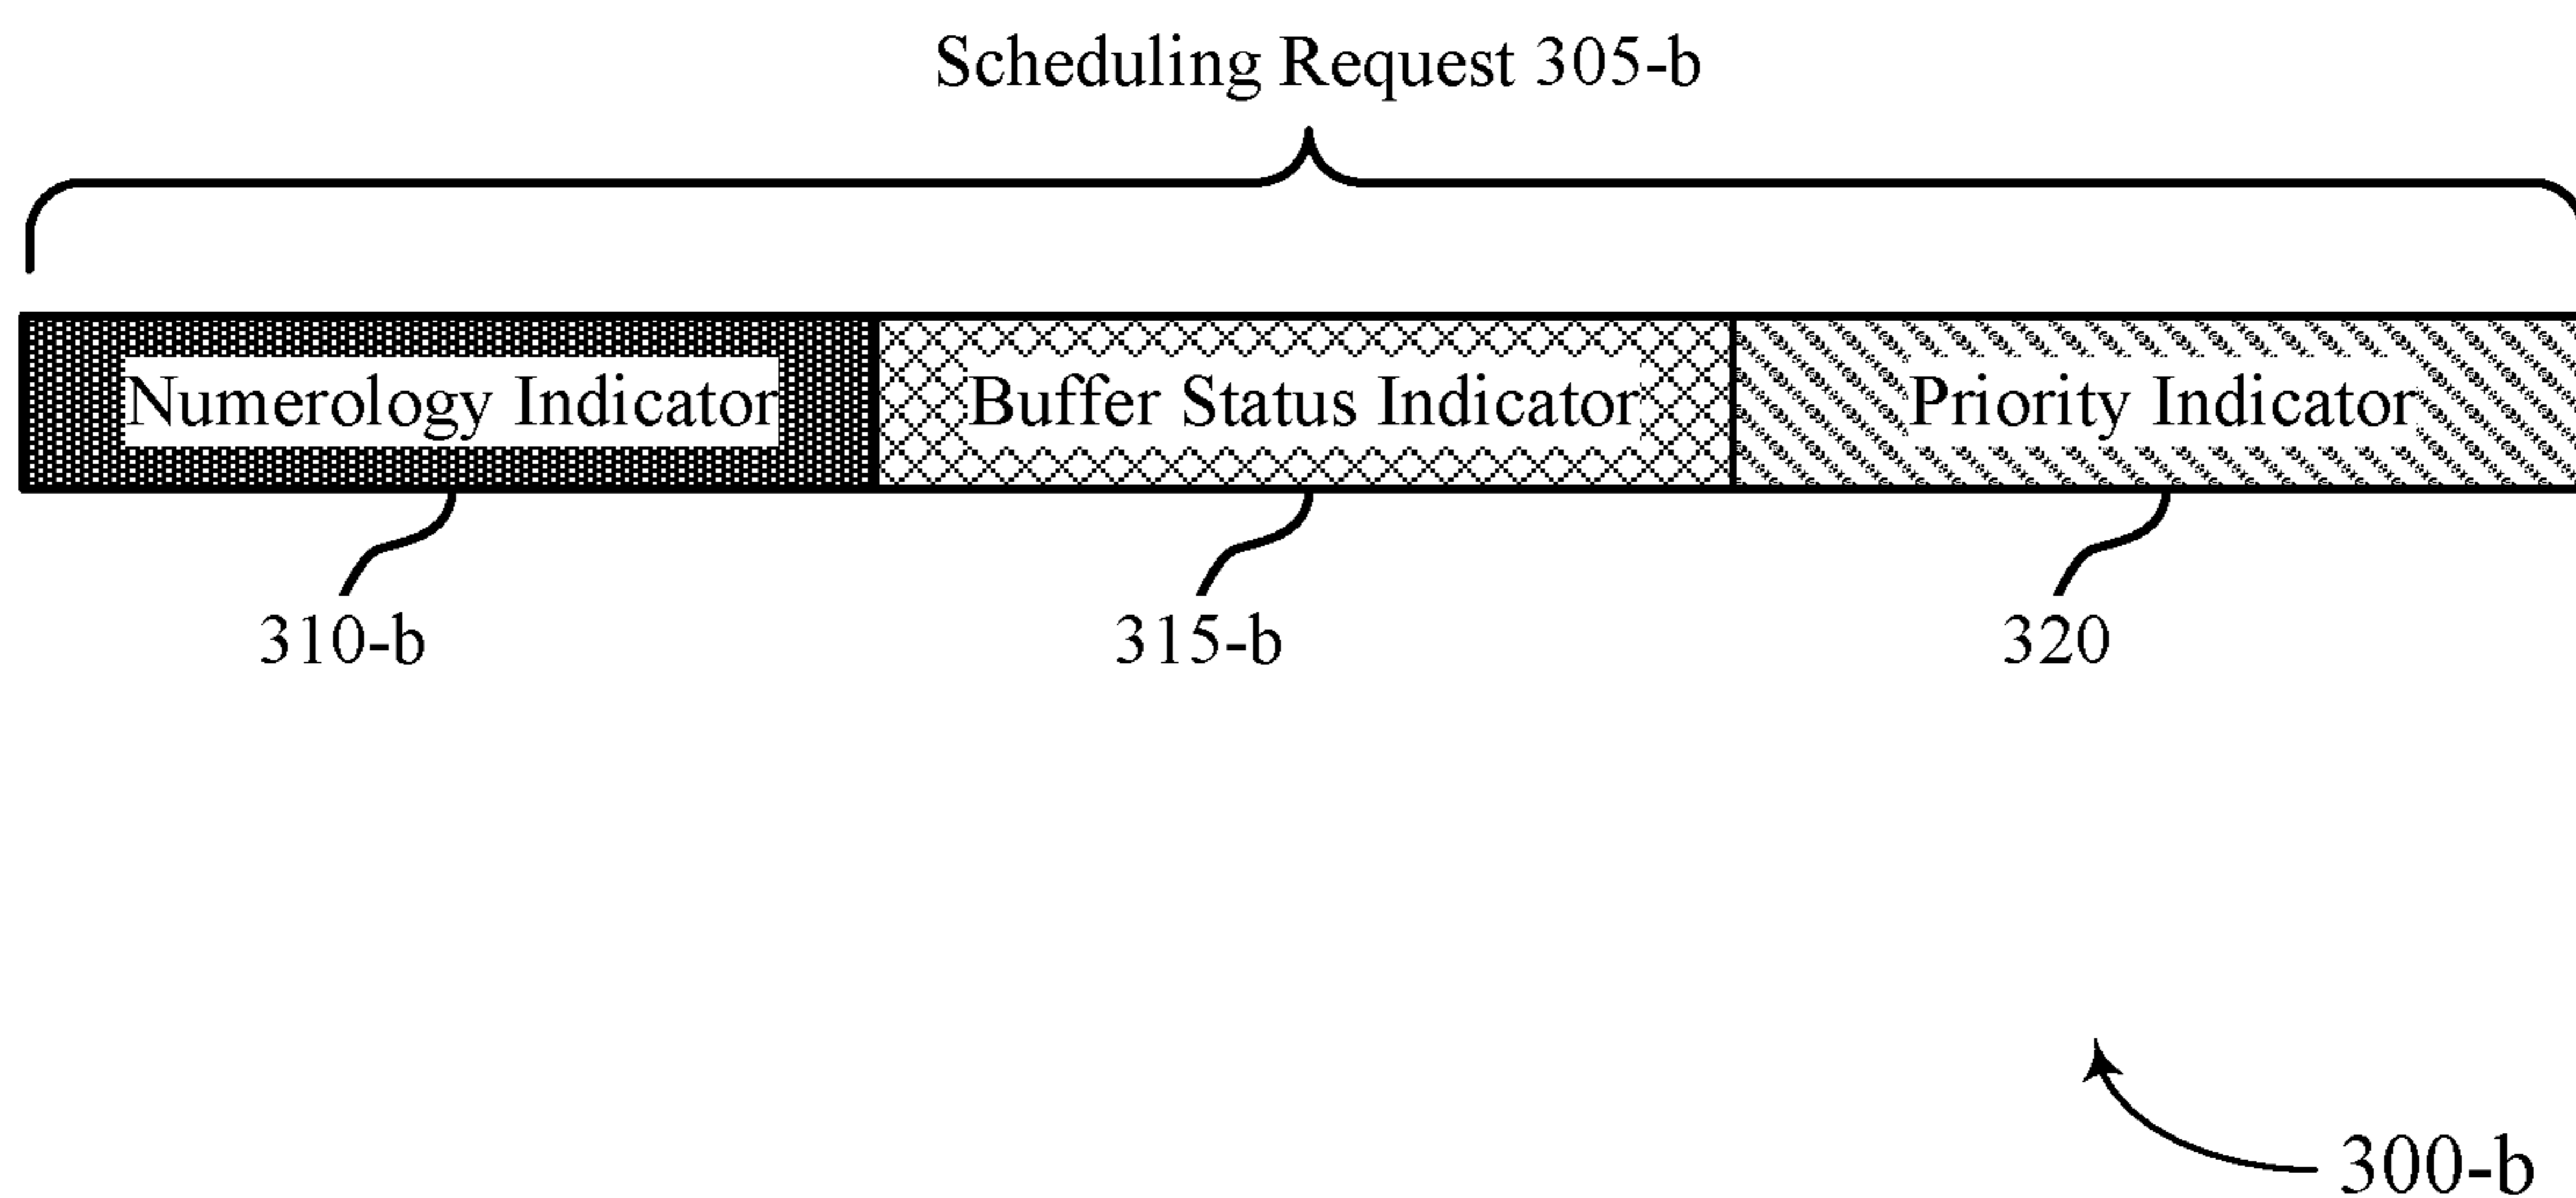 Scheduling Request 305-b
Numerology Indicator Buffer Status Indicator Priority Indicator
310-b 315-b 320
300-b